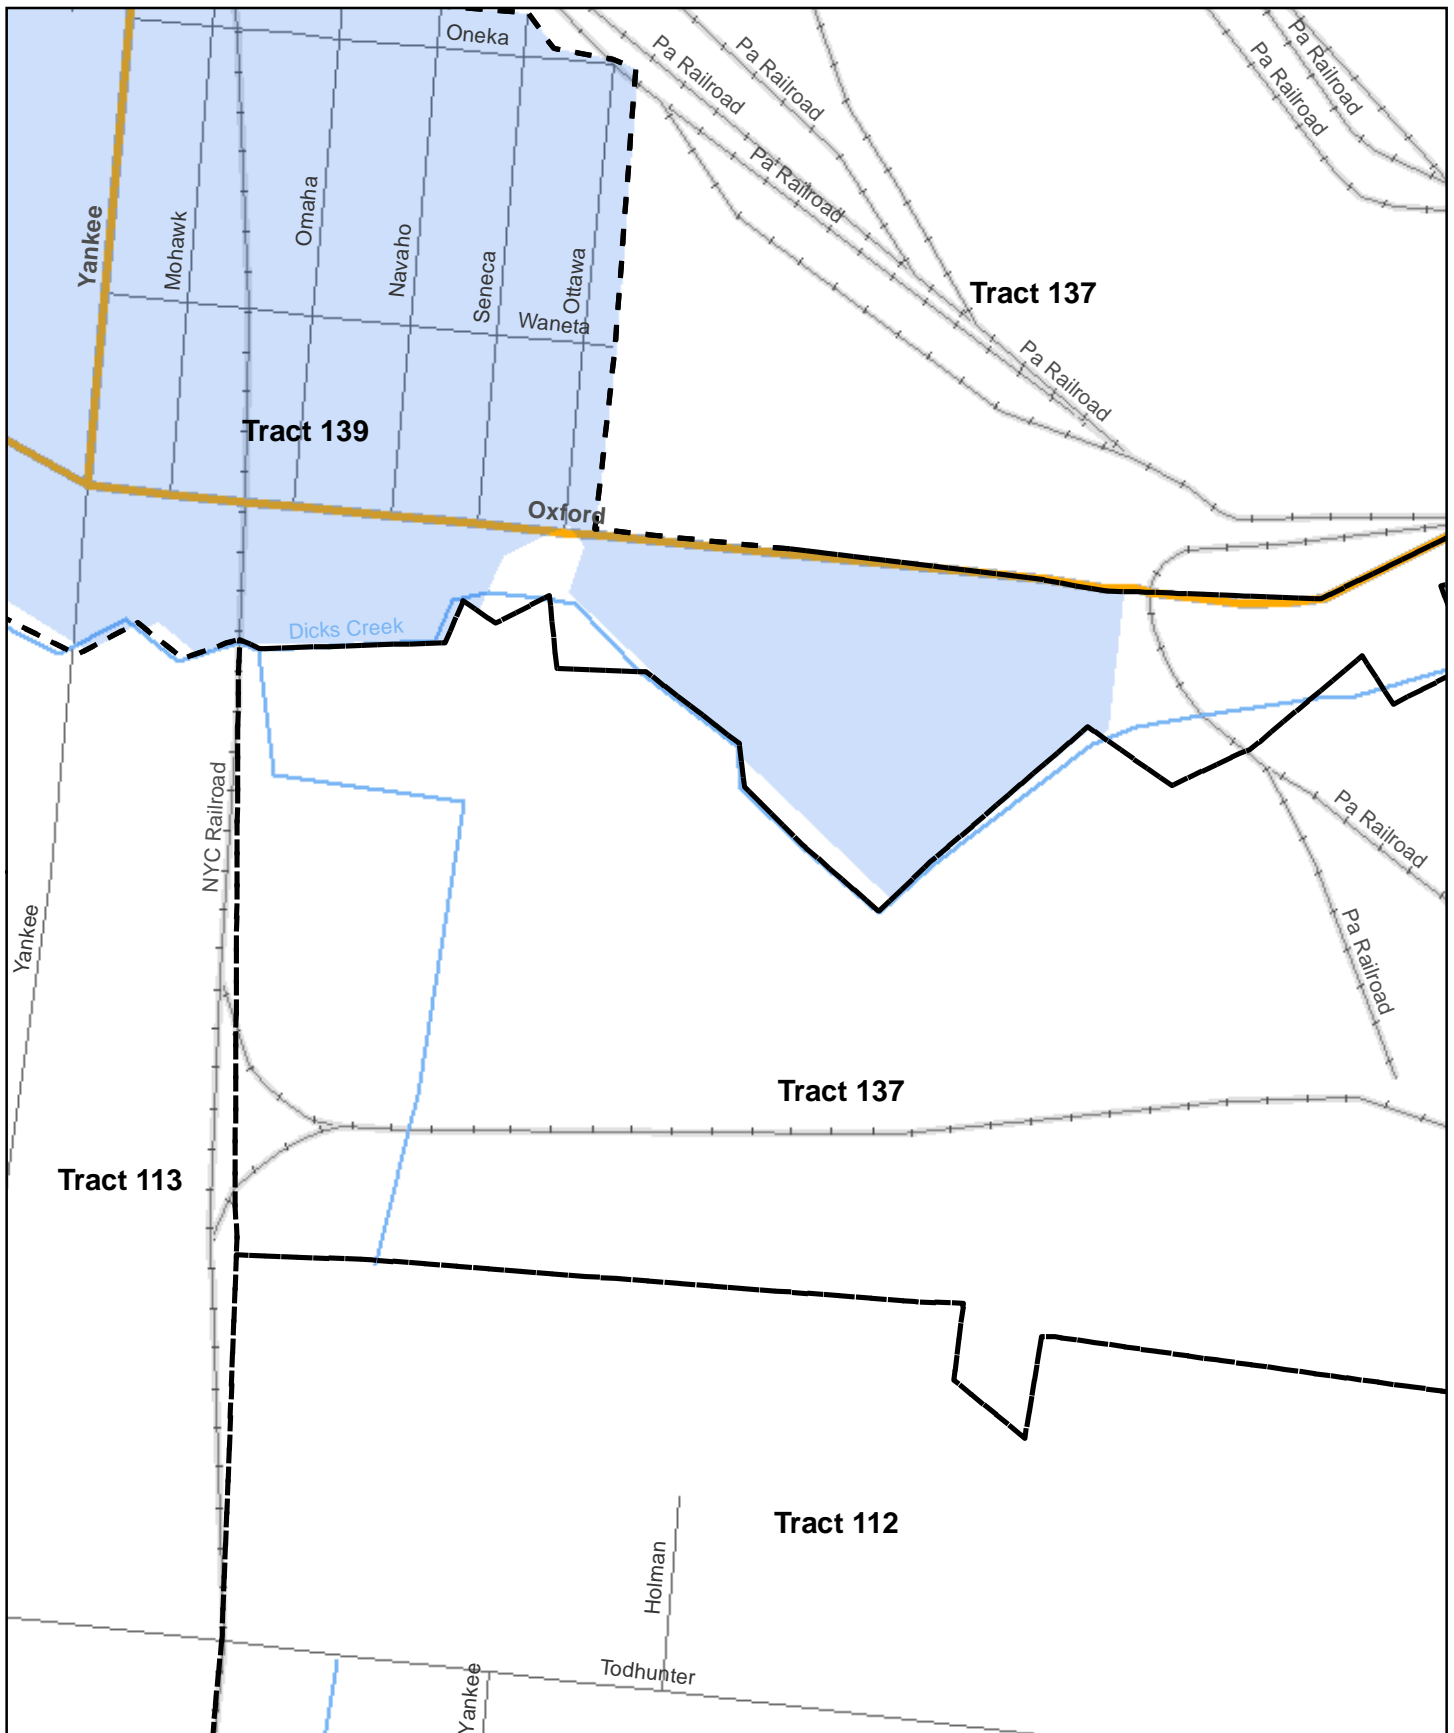 Oneka
Pa Railroad
Pa Railroad
Pa Railroad
Pa Railroad
Pa Railroad
Yankee
Mohawk
Omaha
Navaho
Seneca
Ottawa
Waneta
Tract 137
Pa Railroad
Tract 139
Oxford
Dicks Creek
NYC Railroad
Pa Railroad
Yankee
Pa Railroad
Tract 137
Tract 113
Tract 112
Holman
Todhunter
Yankee